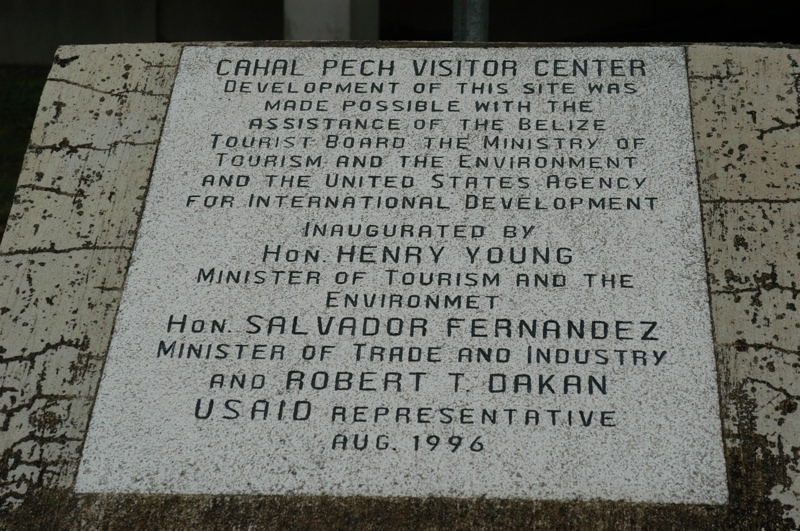 CAHAL PECH VISITOR CENTER
DEVELOPMENT OF THIS SITE WAS
MADE POSSIBLE WITH THE
ASSISTANCE OF THE BELIZE
TOURIST BOARD THE MINISTRY OF
TOURISM AND THE ENVIRONMENT
AND THE UNITED STATES AGENCY
FOR INTERNATIONAL DEVELOPMENT
INAUGURATED BY
HON. HENRY YOUNG
MINISTER OF TOURISM AND THE
ENVIRONMET
HON. SALVADOR FERNANDEZ
MINISTER OF TRADE AND INDUSTRY
AND ROBERT T. DAKAN
USAID REPRESENTATIVE
AUG. 1996